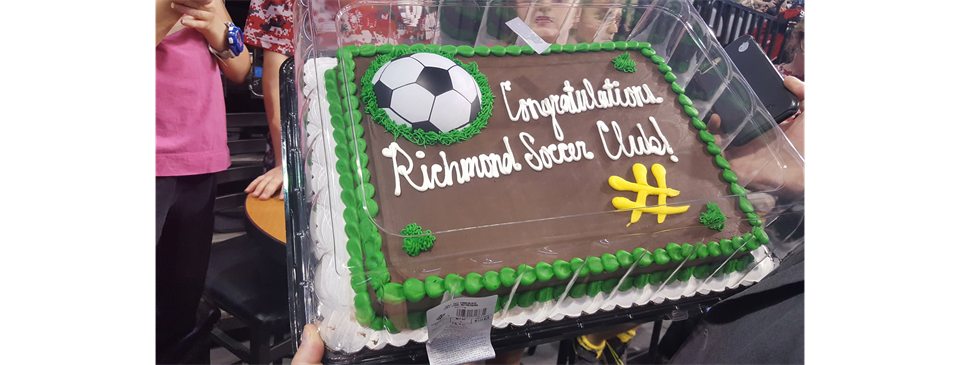 Congratulations
Richmond Soccer Club!
#